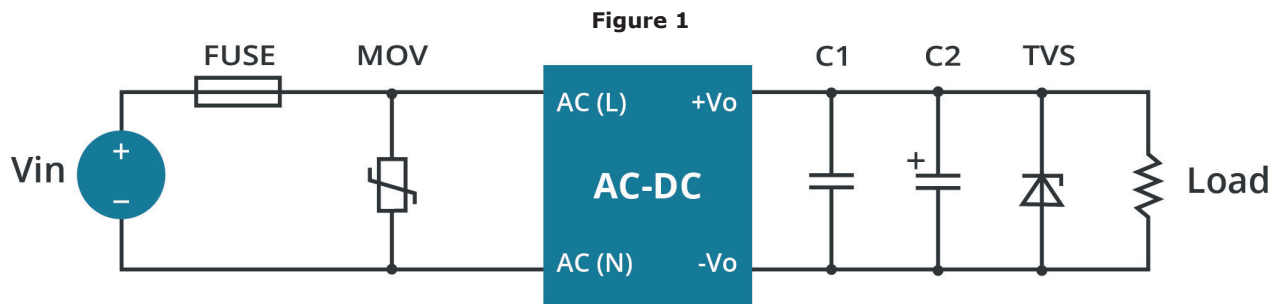 Figure 1
FUSE MOV C1 C2 TVS
AC (L) +Vo
+
Vin AC-DC + Load
−
AC (N) -Vo